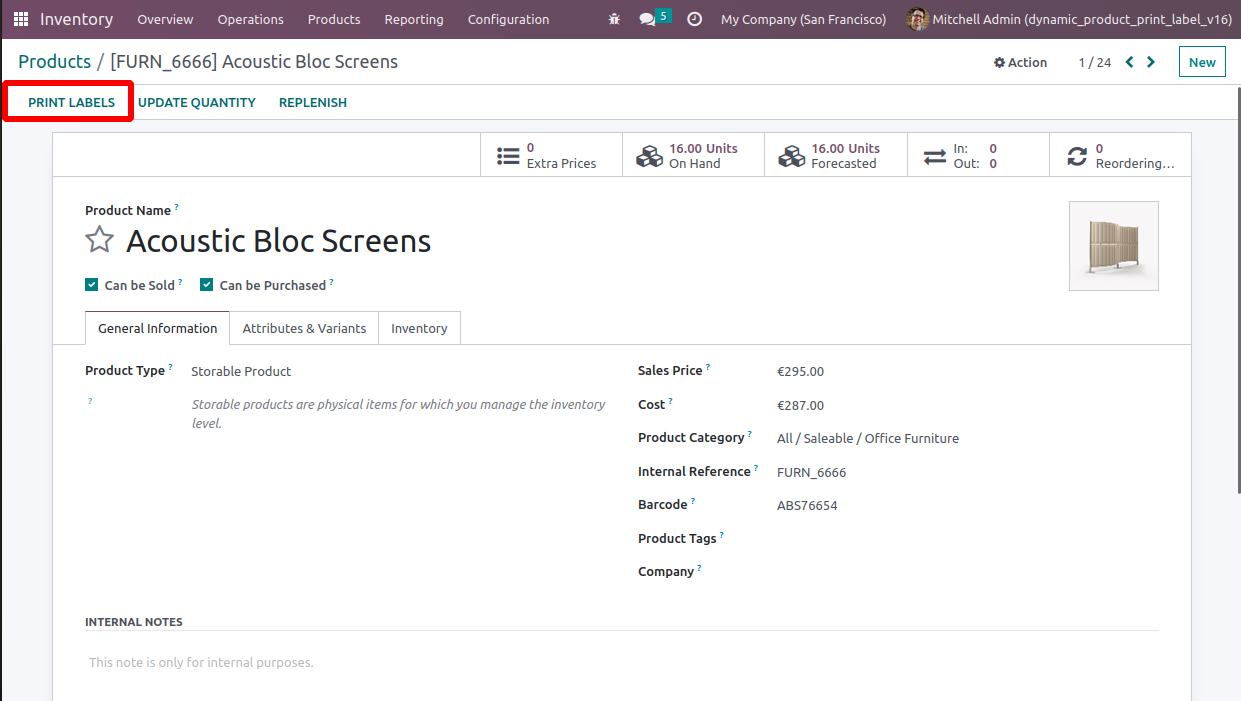 Inventory Overview Operations Products Reporting Configuration 5 My Company (San Francisco) Mitchell Admin (dynamic_product_print_label_v16)
Products / [FURN_6666] Acoustic Bloc Screens Action 1 / 24 New
PRINT LABELS UPDATE QUANTITY REPLENISH
0
Extra Prices
16.00 Units
On Hand
16.00 Units
Forecasted
In: 0
Out: 0
0
Reordering...
Product Name ?
Acoustic Bloc Screens
Can be Sold ? Can be Purchased ?
General Information Attributes & Variants Inventory
Product Type ? Storable Product
? Storable products are physical items for which you manage the inventory
level.
Sales Price ? €295.00
Cost ? €287.00
Product Category ? All / Saleable / Office Furniture
Internal Reference ? FURN_6666
Barcode ? ABS76654
Product Tags ?
Company ?
INTERNAL NOTES
This note is only for internal purposes.